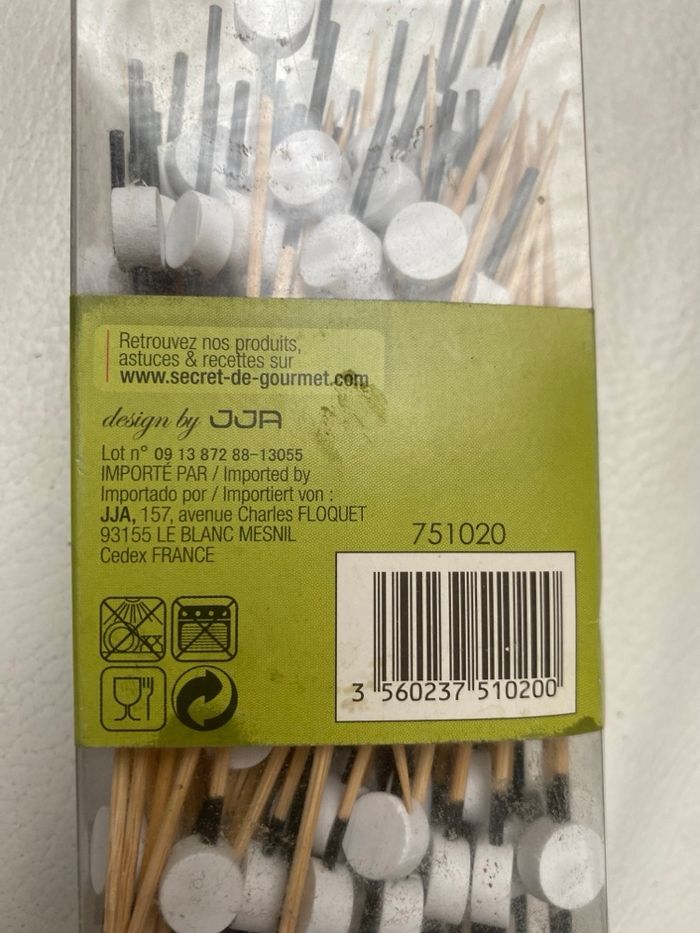 Retrouvez nos produits,
astuces & recettes sur
www.secret-de-gourmet.com
design by JJA
Lot n° 09 13 872 88-13055
IMPORTÉ PAR / Imported by
Importado por / Importiert von :
JJA, 157, avenue Charles FLOQUET
93155 LE BLANC MESNIL
Cedex FRANCE
751020
3 560237 510200